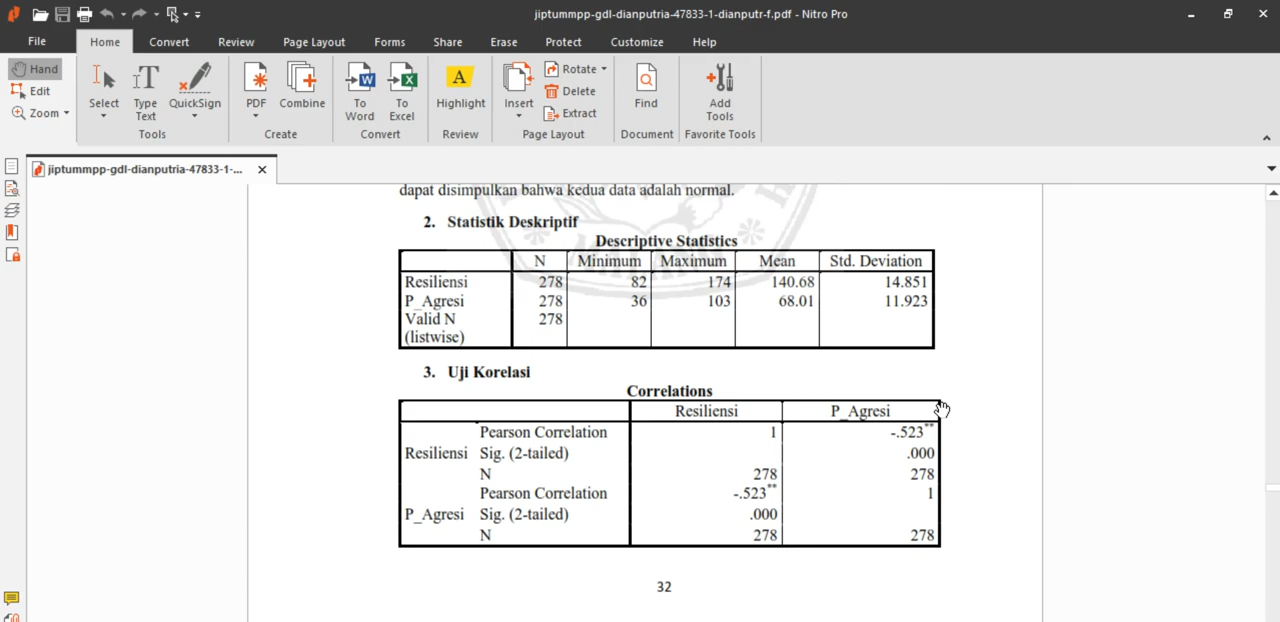 jiptummpp-gdl-dianputria-47833-1-dianputr-f.pdf - Nitro Pro
File Home Convert Review Page Layout Forms Share Erase Protect Customize Help
Hand
Edit
Zoom
Select
Type Text
QuickSign
Tools
PDF
Combine
Create
To Word
To Excel
Convert
Highlight
Review
Insert
Rotate
Delete
Extract
Page Layout
Find
Document
Add Tools
Favorite Tools
jiptummpp-gdl-dianputria-47833-1-...
dapat disimpulkan bahwa kedua data adalah normal.
2. Statistik Deskriptif
Descriptive Statistics
N Minimum Maximum Mean Std. Deviation
Resiliensi 278 82 174 140.68 14.851
P_Agresi 278 36 103 68.01 11.923
Valid N 278
(listwise)
3. Uji Korelasi
Correlations
Resiliensi P_Agresi
Pearson Correlation 1 -.523**
Resiliensi Sig. (2-tailed) .000
N 278 278
Pearson Correlation -.523** 1
P_Agresi Sig. (2-tailed) .000
N 278 278
32